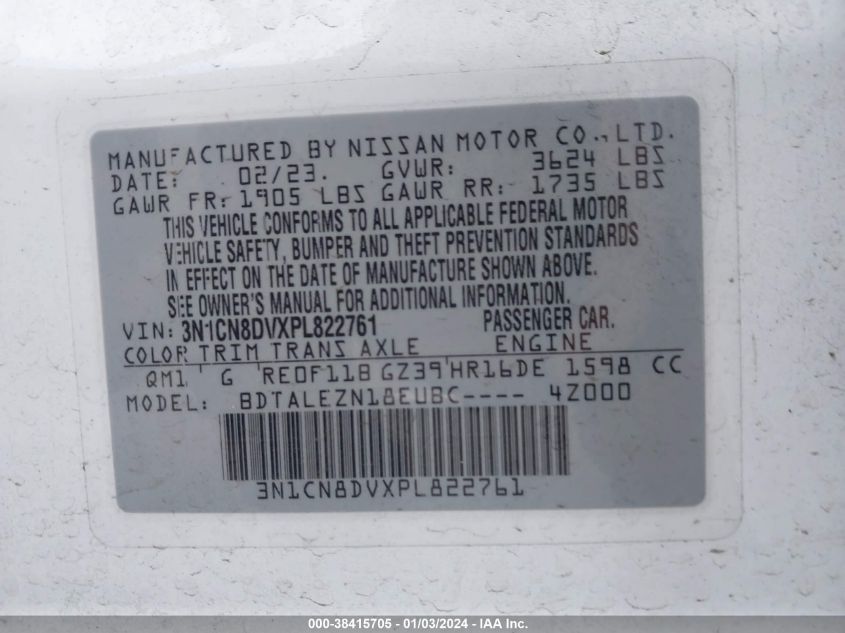 MANUFACTURED BY NISSAN MOTOR CO., LTD.
DATE: 02/23. GVWR: 3624 LBS
GAWR FR: 1905 LBS GAWR RR: 1735 LBS
THIS VEHICLE CONFORMS TO ALL APPLICABLE FEDERAL MOTOR
VEHICLE SAFETY, BUMPER AND THEFT PREVENTION STANDARDS
IN EFFECT ON THE DATE OF MANUFACTURE SHOWN ABOVE.
SEE OWNER'S MANUAL FOR ADDITIONAL INFORMATION.
VIN: 3N1CN8DVXPL822761 PASSENGER CAR.
COLOR TRIM TRANS AXLE ENGINE
QM1 G RE0F11B GZ39 HR16DE 1598 CC
MODEL: BDTALEZN18EUBC---- 4Z000
3N1CN8DVXPL822761
000-38415705 - 01/03/2024 - IAA Inc.